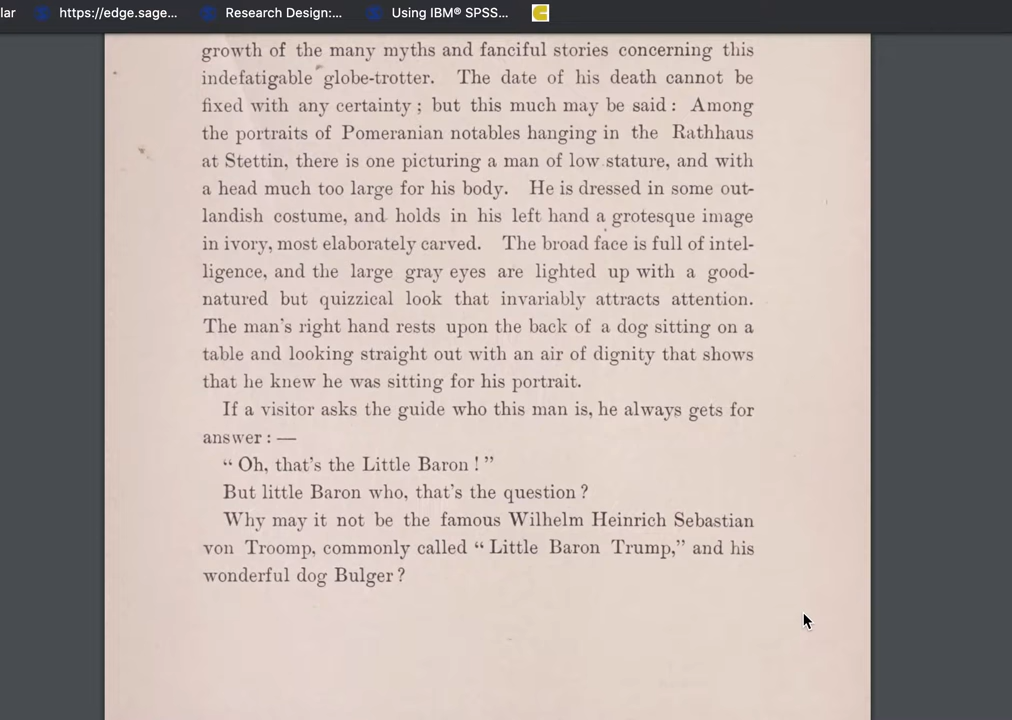 lar
https://edge.sage...
Research Design:...
Using IBM® SPSS...
growth of the many myths and fanciful stories concerning this
indefatigable globe-trotter. The date of his death cannot be
fixed with any certainty ; but this much may be said : Among
the portraits of Pomeranian notables hanging in the Rathhaus
at Stettin, there is one picturing a man of low stature, and with
a head much too large for his body. He is dressed in some out-
landish costume, and holds in his left hand a grotesque image
in ivory, most elaborately carved. The broad face is full of intel-
ligence, and the large gray eyes are lighted up with a good-
natured but quizzical look that invariably attracts attention.
The man's right hand rests upon the back of a dog sitting on a
table and looking straight out with an air of dignity that shows
that he knew he was sitting for his portrait.
If a visitor asks the guide who this man is, he always gets for
answer : —
“ Oh, that's the Little Baron ! ”
But little Baron who, that's the question ?
Why may it not be the famous Wilhelm Heinrich Sebastian
von Troomp, commonly called “ Little Baron Trump,” and his
wonderful dog Bulger ?